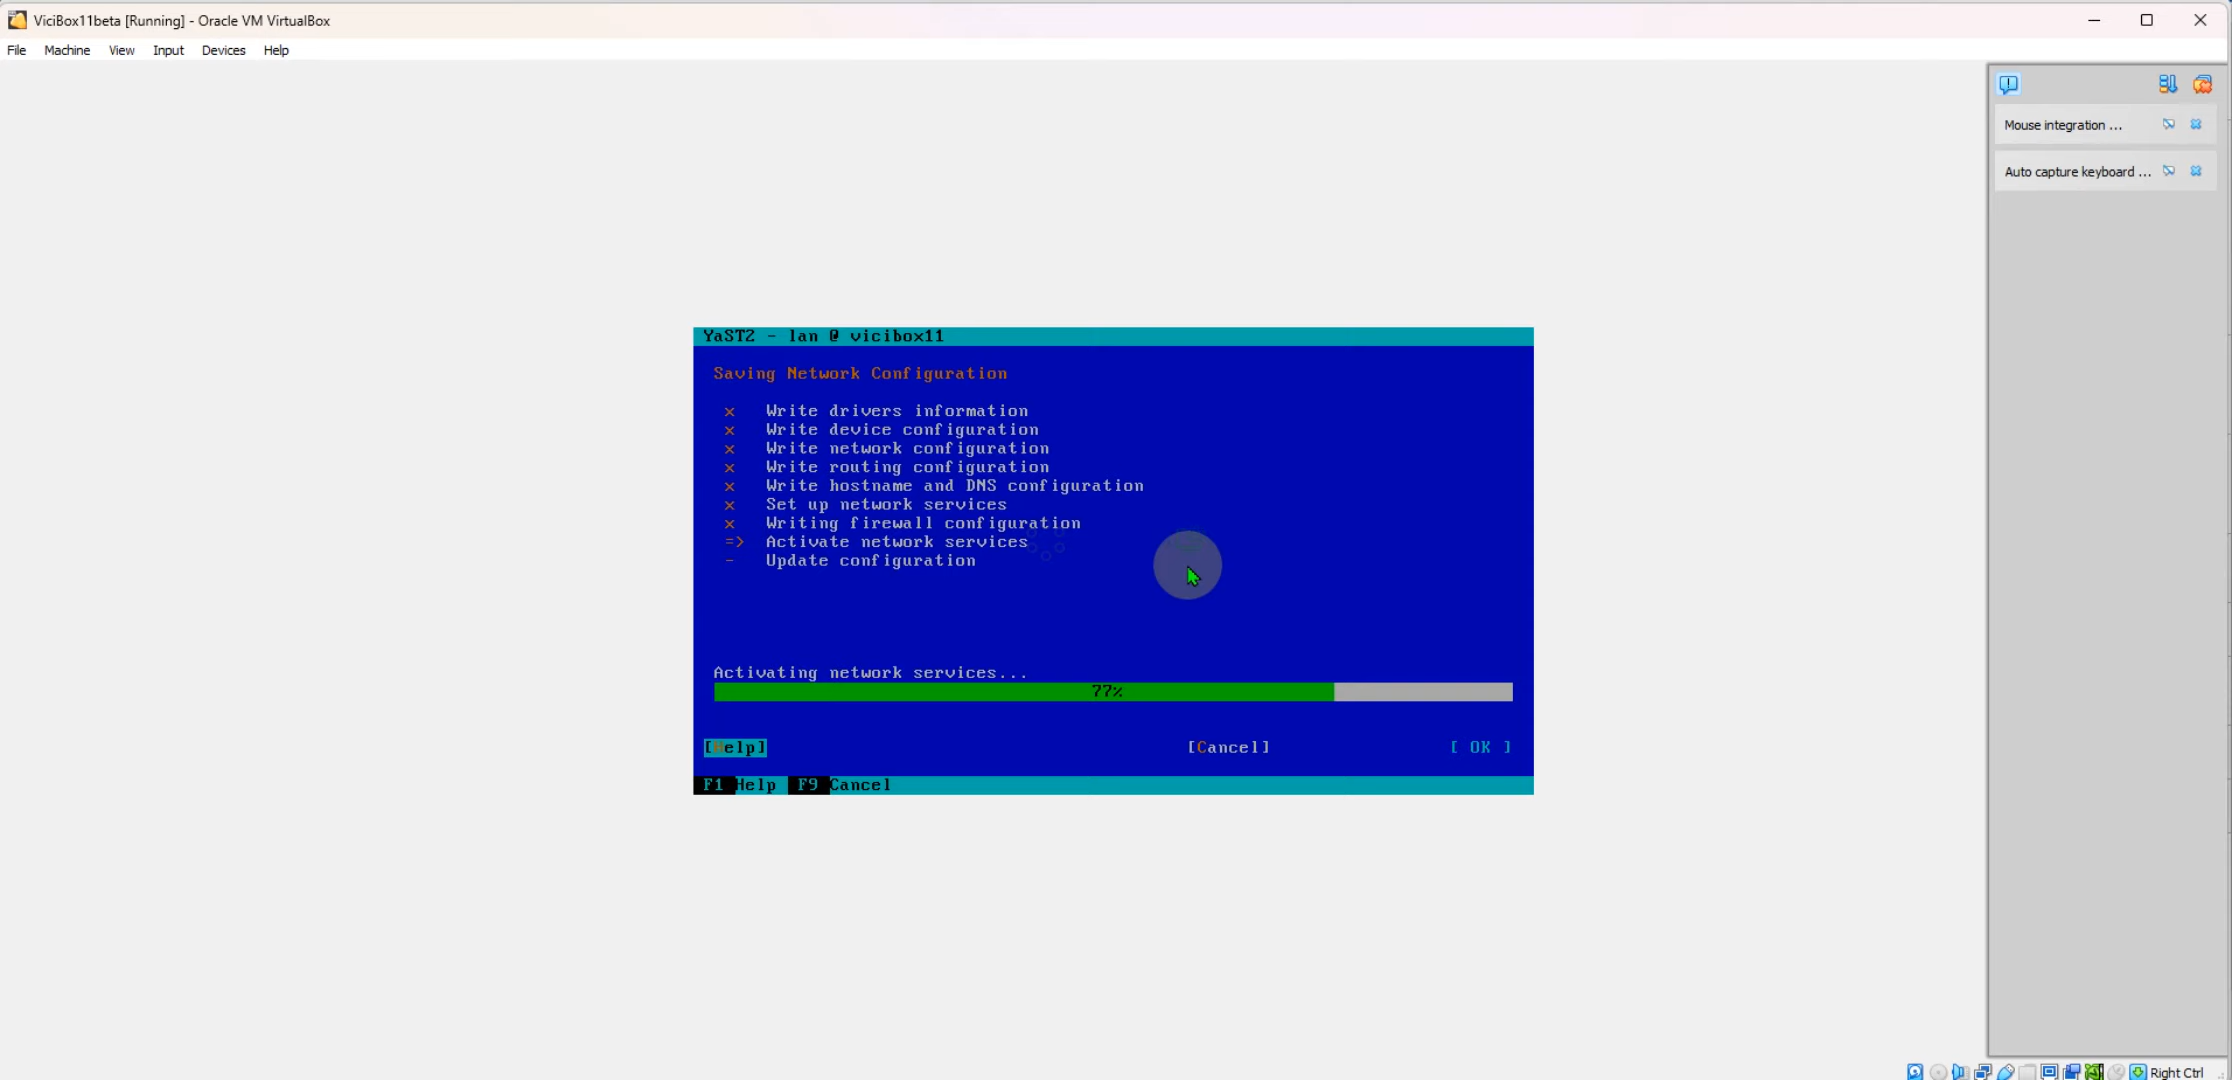 ViciBox11beta [Running] - Oracle VM VirtualBox
File Machine View Input Devices Help
Mouse integration ...
Auto capture keyboard ...
YaST2 - lan @ vicibox11
Saving Network Configuration
x Write drivers information
x Write device configuration
x Write network configuration
x Write routing configuration
x Write hostname and DNS configuration
x Set up network services
x Writing firewall configuration
=> Activate network services
- Update configuration
Activating network services...
77%
[Help] [Cancel] [ OK ]
F1 Help F9 Cancel
Right Ctrl